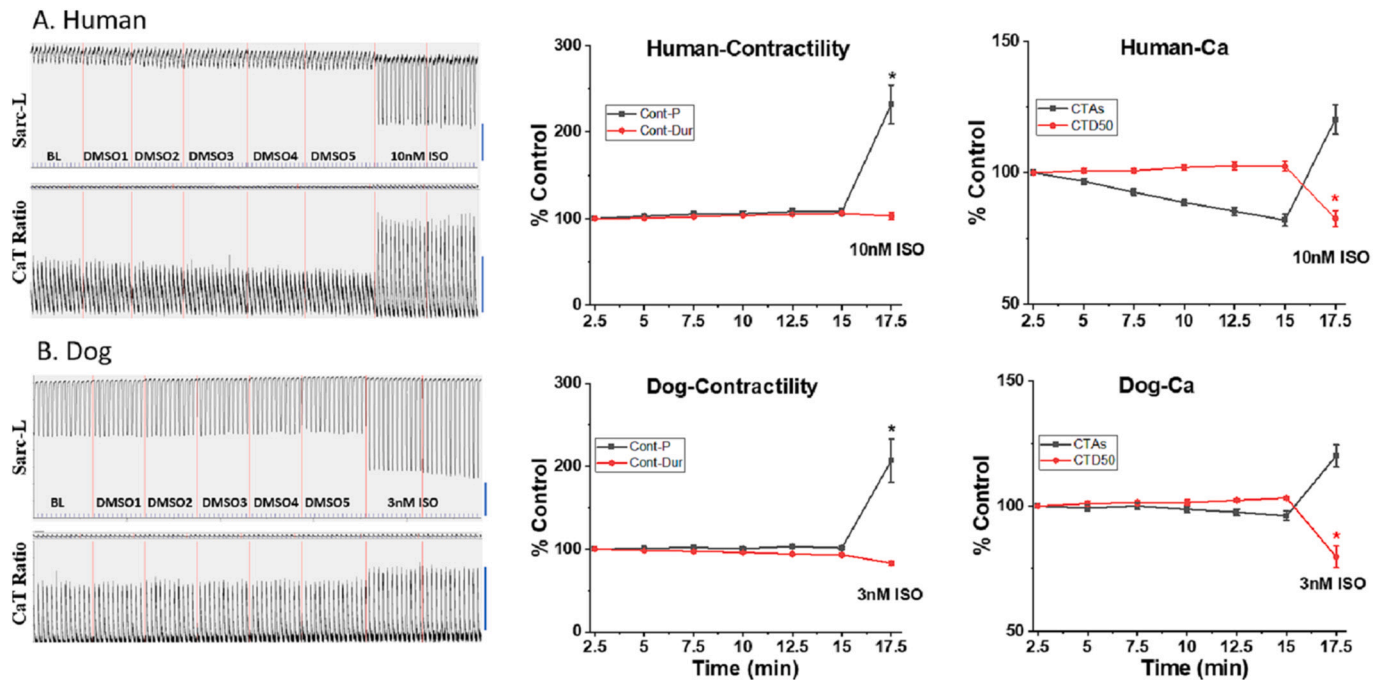 A. Human
Sarc-L
BL DMSO1 DMSO2 DMSO3 DMSO4 DMSO5 10nM ISO
CaT Ratio
Human-Contractility
% Control
300
200
100
0
Cont-P
Cont-Dur
*
10nM ISO
2.5 5 7.5 10 12.5 15 17.5
Human-Ca
% Control
150
100
50
CTAs
CTD50
*
10nM ISO
2.5 5 7.5 10 12.5 15 17.5
B. Dog
Sarc-L
BL DMSO1 DMSO2 DMSO3 DMSO4 DMSO5 3nM ISO
CaT Ratio
Dog-Contractility
% Control
300
200
100
0
Cont-P
Cont-Dur
*
3nM ISO
2.5 5 7.5 10 12.5 15 17.5
Time (min)
Dog-Ca
% Control
150
100
50
CTAs
CTD50
*
3nM ISO
2.5 5 7.5 10 12.5 15 17.5
Time (min)